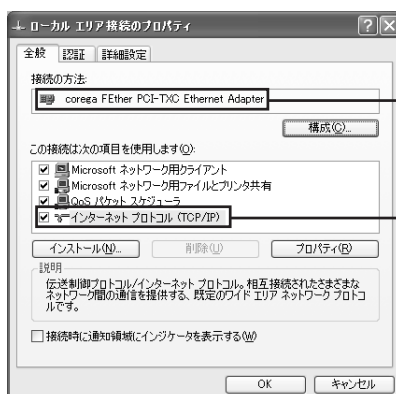 ローカル エリア接続のプロパティ
全般 認証 詳細設定
接続の方法:
corega FEther PCI-TXC Ethernet Adapter
構成(C)...
この接続は次の項目を使用します(O):
Microsoft ネットワーク用クライアント
Microsoft ネットワーク用ファイルとプリンタ共有
QoS パケット スケジューラ
インターネット プロトコル (TCP/IP)
インストール(N)... 削除(U) プロパティ(R)
説明
伝送制御プロトコル/インターネット プロトコル。相互接続されたさまざまな
ネットワーク間の通信を提供する、既定のワイド エリア ネットワーク プロトコ
ルです。
接続時に通知領域にインジケータを表示する(W)
OK キャンセル